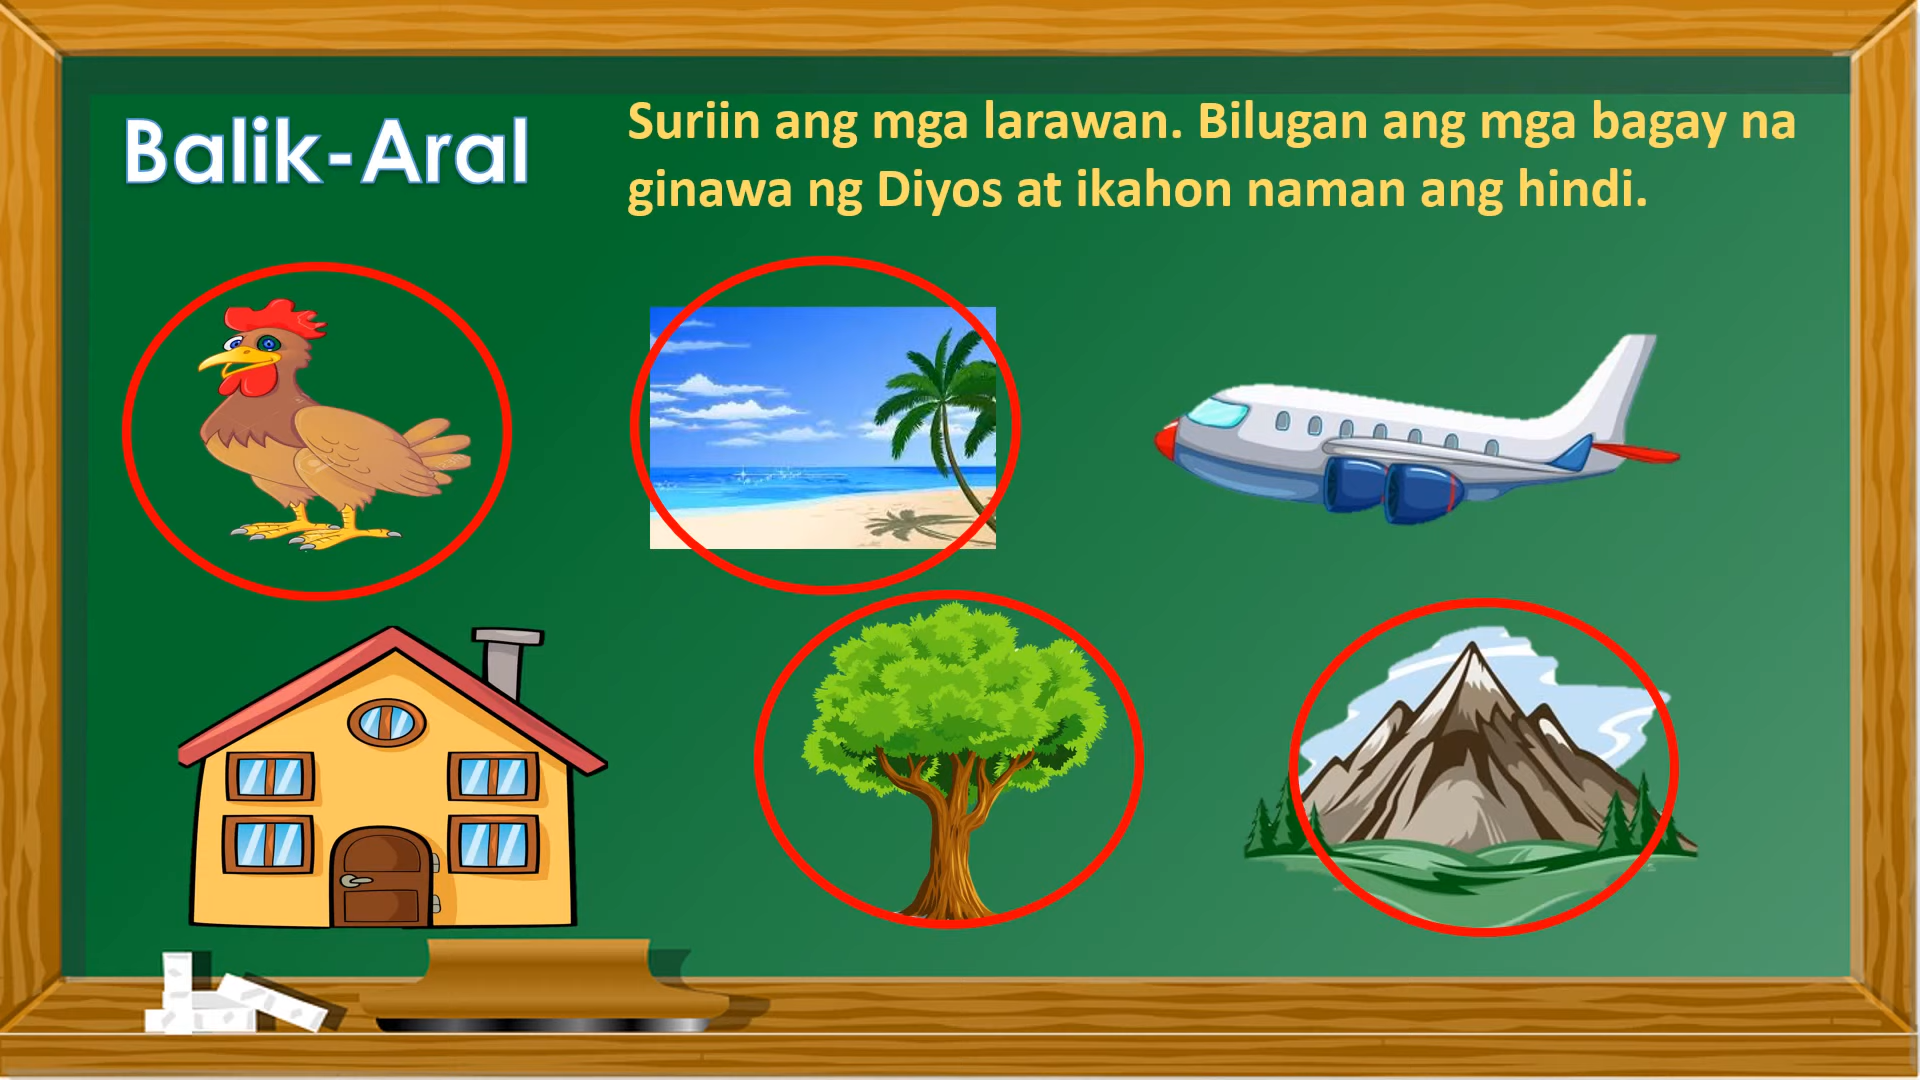 Balik-Aral
Suriin ang mga larawan. Bilugan ang mga bagay na
ginawa ng Diyos at ikahon naman ang hindi.